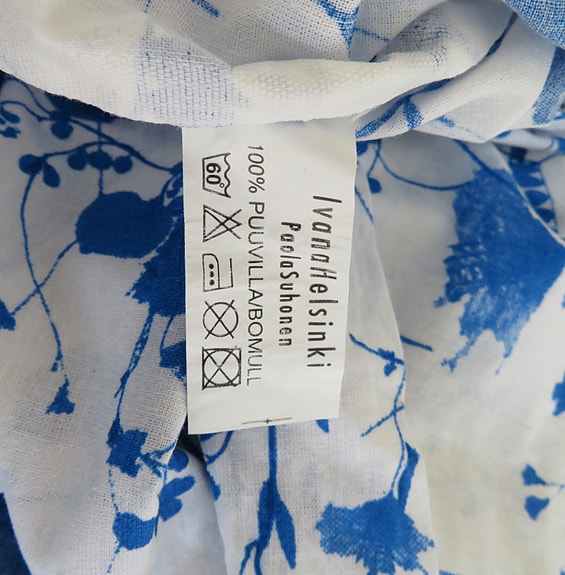 IvanaHelsinki
PaolaSuhonen
100% PUUVILLA/BOMULL
60°